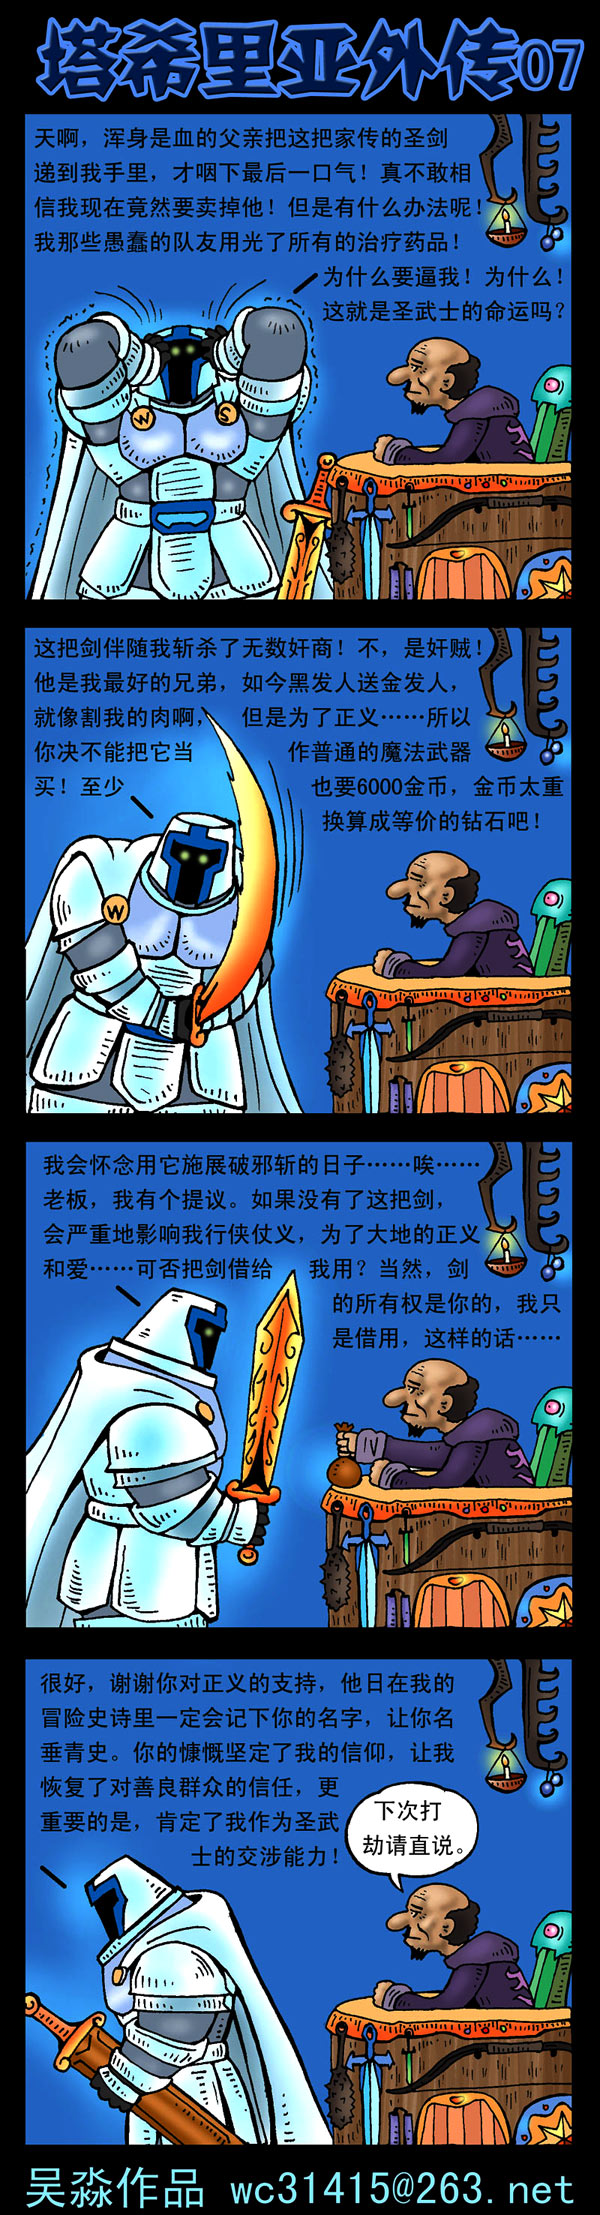 塔希里亚外传07
天啊，浑身是血的父亲把这把家传的圣剑
递到我手里，才咽下最后一口气！真不敢相
信我现在竟然要卖掉他！但是有什么办法呢！
我那些愚蠢的队友用光了所有的治疗药品！
为什么要逼我！为什么！
这就是圣武士的命运吗？
W S
这把剑伴随我斩杀了无数奸商！不，是奸贼！
他是我最好的兄弟，如今黑发人送金发人，
就像割我的肉啊， 但是为了正义……所以
你决不能把它当 作普通的魔法武器
买！至少 也要6000金币，金币太重
换算成等价的钻石吧！
W
我会怀念用它施展破邪斩的日子……唉……
老板，我有个提议。如果没有了这把剑，
会严重地影响我行侠仗义，为了大地的正义
和爱……可否把剑借给 我用？当然，剑
的所有权是你的，我只
是借用，这样的话……
很好，谢谢你对正义的支持，他日在我的
冒险史诗里一定会记下你的名字，让你名
垂青史。你的慷慨坚定了我的信仰，让我
恢复了对善良群众的信任，更
重要的是，肯定了我作为圣武
士的交涉能力！
下次打
劫请直说。
吴淼作品 wc31415@263.net